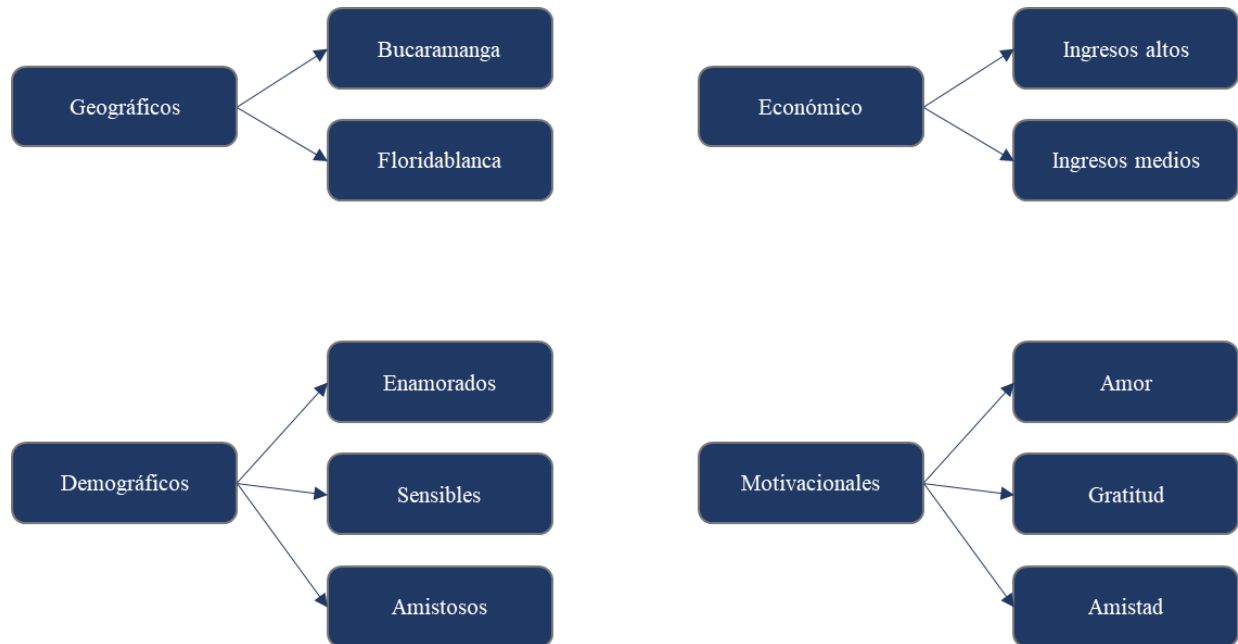 Geográficos
Bucaramanga
Floridablanca
Económico
Ingresos altos
Ingresos medios
Demográficos
Enamorados
Sensibles
Amistosos
Motivacionales
Amor
Gratitud
Amistad